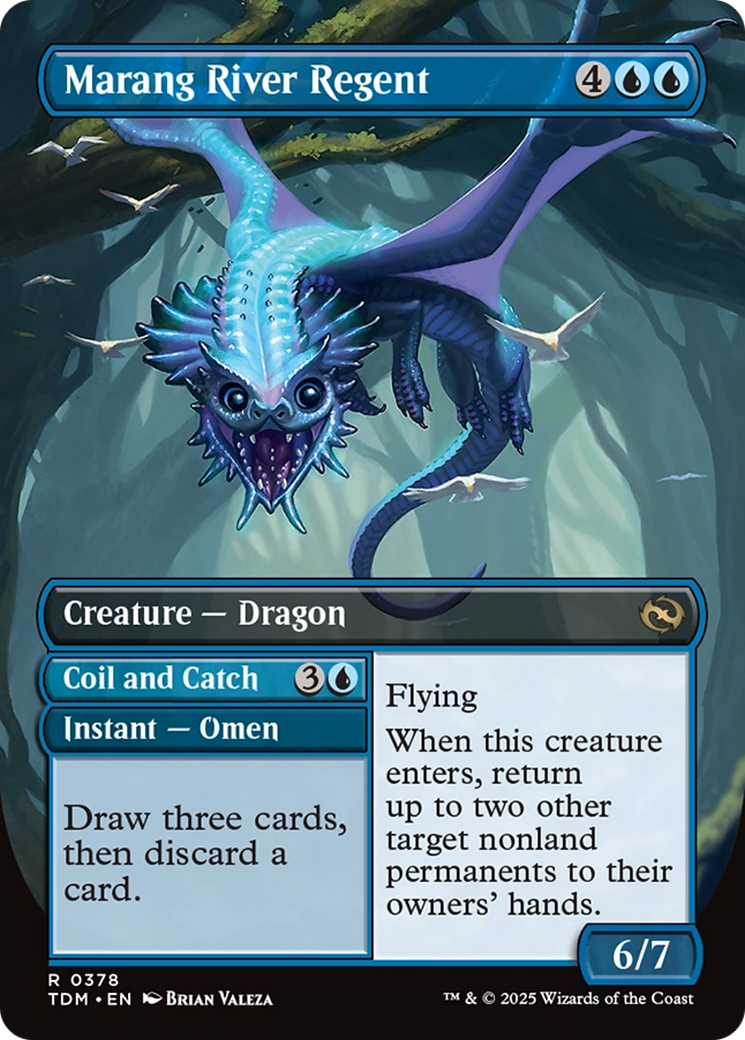 Marang River Regent 4
Creature — Dragon
Coil and Catch 3
Instant — Omen
Draw three cards,
then discard a
card.
Flying
When this creature
enters, return
up to two other
target nonland
permanents to their
owners' hands.
6/7
R 0378
TDM • EN Brian Valeza
™ & © 2025 Wizards of the Coast